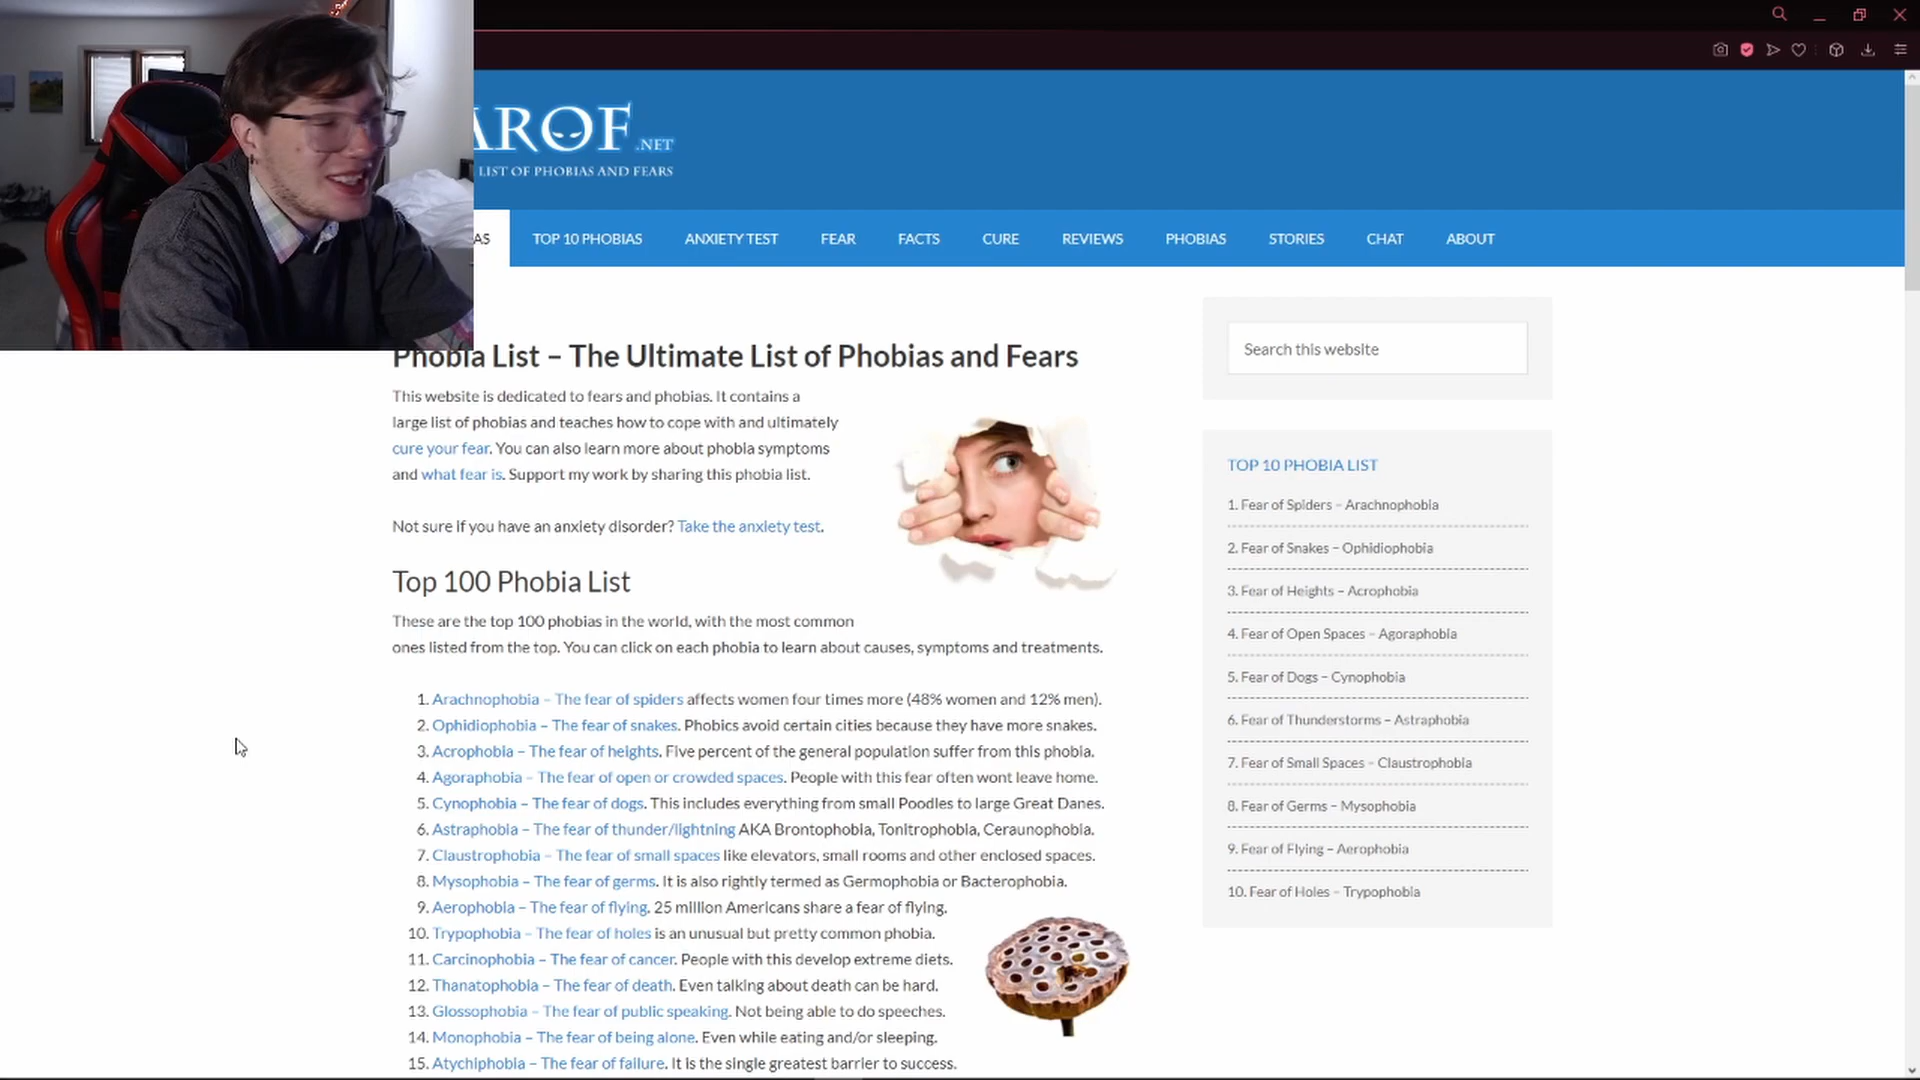 AROF .NET
LIST OF PHOBIAS AND FEARS
AS TOP 10 PHOBIAS ANXIETY TEST FEAR FACTS CURE REVIEWS PHOBIAS STORIES CHAT ABOUT
Phobia List – The Ultimate List of Phobias and Fears
This website is dedicated to fears and phobias. It contains a
large list of phobias and teaches how to cope with and ultimately
cure your fear. You can also learn more about phobia symptoms
and what fear is. Support my work by sharing this phobia list.
Not sure if you have an anxiety disorder? Take the anxiety test.
Top 100 Phobia List
These are the top 100 phobias in the world, with the most common
ones listed from the top. You can click on each phobia to learn about causes, symptoms and treatments.
1. Arachnophobia – The fear of spiders affects women four times more (48% women and 12% men).
2. Ophidiophobia – The fear of snakes. Phobics avoid certain cities because they have more snakes.
3. Acrophobia – The fear of heights. Five percent of the general population suffer from this phobia.
4. Agoraphobia – The fear of open or crowded spaces. People with this fear often wont leave home.
5. Cynophobia – The fear of dogs. This includes everything from small Poodles to large Great Danes.
6. Astraphobia – The fear of thunder/lightning AKA Brontophobia, Tonitrophobia, Ceraunophobia.
7. Claustrophobia – The fear of small spaces like elevators, small rooms and other enclosed spaces.
8. Mysophobia – The fear of germs. It is also rightly termed as Germophobia or Bacterophobia.
9. Aerophobia – The fear of flying. 25 million Americans share a fear of flying.
10. Trypophobia – The fear of holes is an unusual but pretty common phobia.
11. Carcinophobia – The fear of cancer. People with this develop extreme diets.
12. Thanatophobia – The fear of death. Even talking about death can be hard.
13. Glossophobia – The fear of public speaking. Not being able to do speeches.
14. Monophobia – The fear of being alone. Even while eating and/or sleeping.
15. Atychiphobia – The fear of failure. It is the single greatest barrier to success.
Search this website
TOP 10 PHOBIA LIST
1. Fear of Spiders – Arachnophobia
2. Fear of Snakes – Ophidiophobia
3. Fear of Heights – Acrophobia
4. Fear of Open Spaces – Agoraphobia
5. Fear of Dogs – Cynophobia
6. Fear of Thunderstorms – Astraphobia
7. Fear of Small Spaces – Claustrophobia
8. Fear of Germs – Mysophobia
9. Fear of Flying – Aerophobia
10. Fear of Holes – Trypophobia